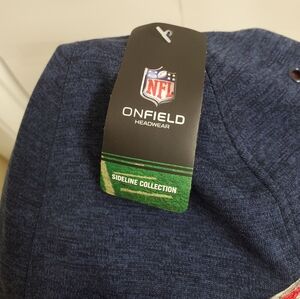 NFL
ONFIELD
HEADWEAR
SIDELINE COLLECTION